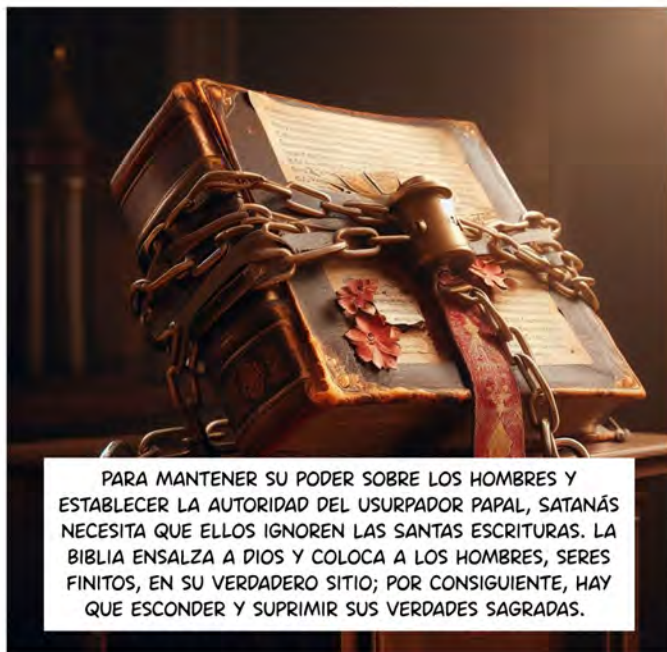 PARA MANTENER SU PODER SOBRE LOS HOMBRES Y
ESTABLECER LA AUTORIDAD DEL USURPADOR PAPAL, SATANÁS
NECESITA QUE ELLOS IGNOREN LAS SANTAS ESCRITURAS. LA
BIBLIA ENSALZA A DIOS Y COLOCA A LOS HOMBRES, SERES
FINITOS, EN SU VERDADERO SITIO; POR CONSIGUIENTE, HAY
QUE ESCONDER Y SUPRIMIR SUS VERDADES SAGRADAS.